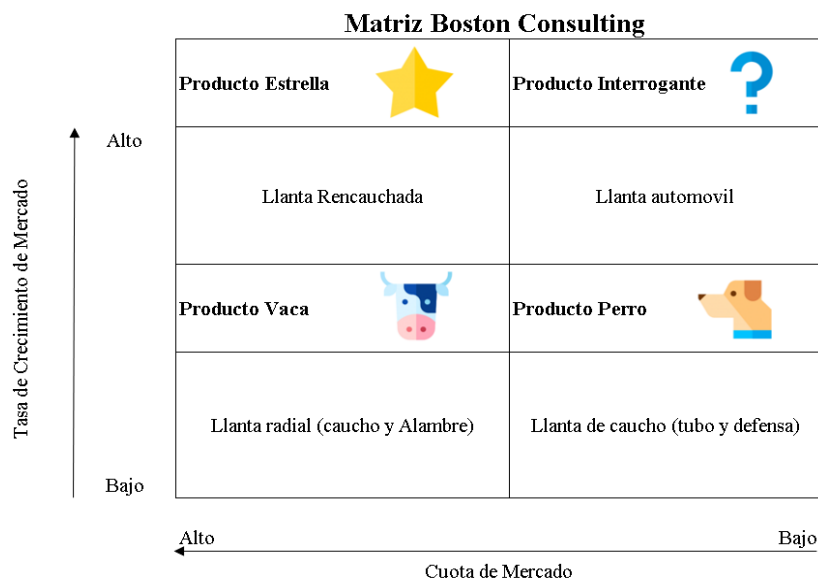 Matriz Boston Consulting
Producto Estrella
Producto Interrogante
Alto
Llanta Rencauchada
Llanta automovil
Tasa de Crecimiento de Mercado
Producto Vaca
Producto Perro
Llanta radial (caucho y Alambre)
Llanta de caucho (tubo y defensa)
Bajo
Alto
Bajo
Cuota de Mercado